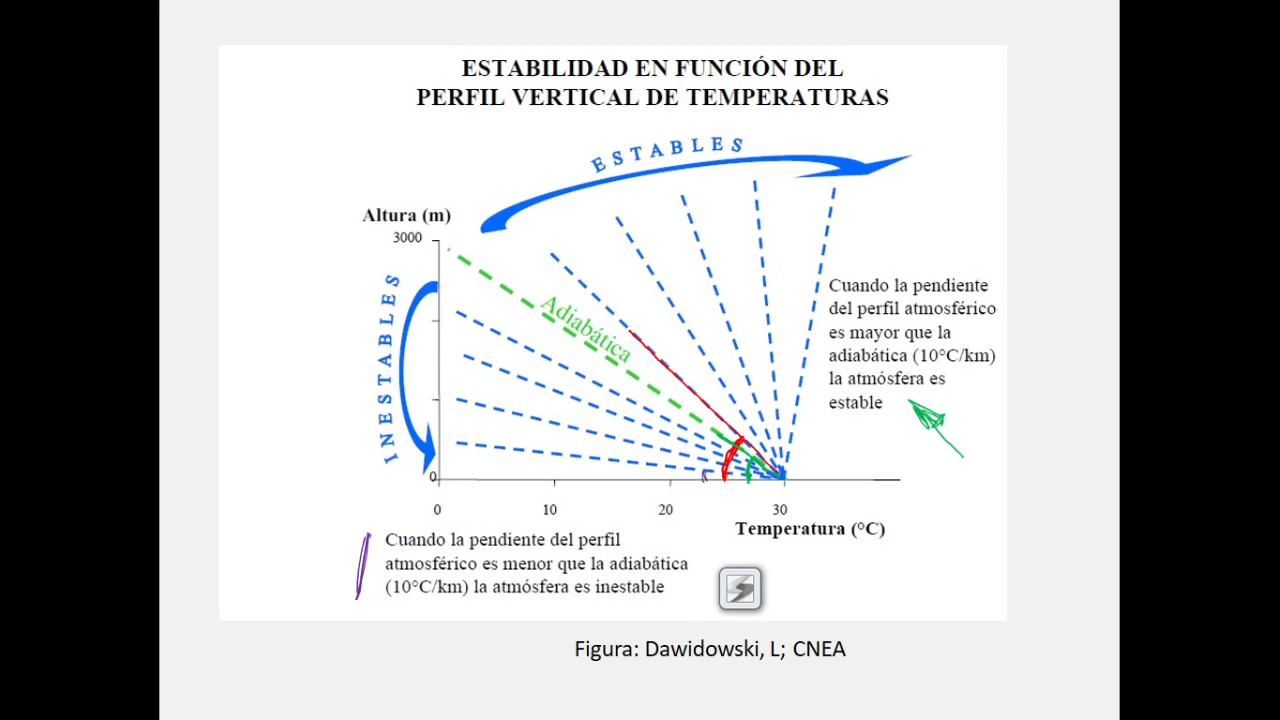 ESTABILIDAD EN FUNCIÓN DEL
PERFIL VERTICAL DE TEMPERATURAS
ESTABLES
Altura (m)
3000
INESTABLES
Adiabática
Cuando la pendiente
del perfil atmosférico
es mayor que la
adiabática (10°C/km)
la atmósfera es
estable
0
0
10
20
30
Temperatura (°C)
Cuando la pendiente del perfil
atmosférico es menor que la adiabática
(10°C/km) la atmósfera es inestable
Figura: Dawidowski, L; CNEA